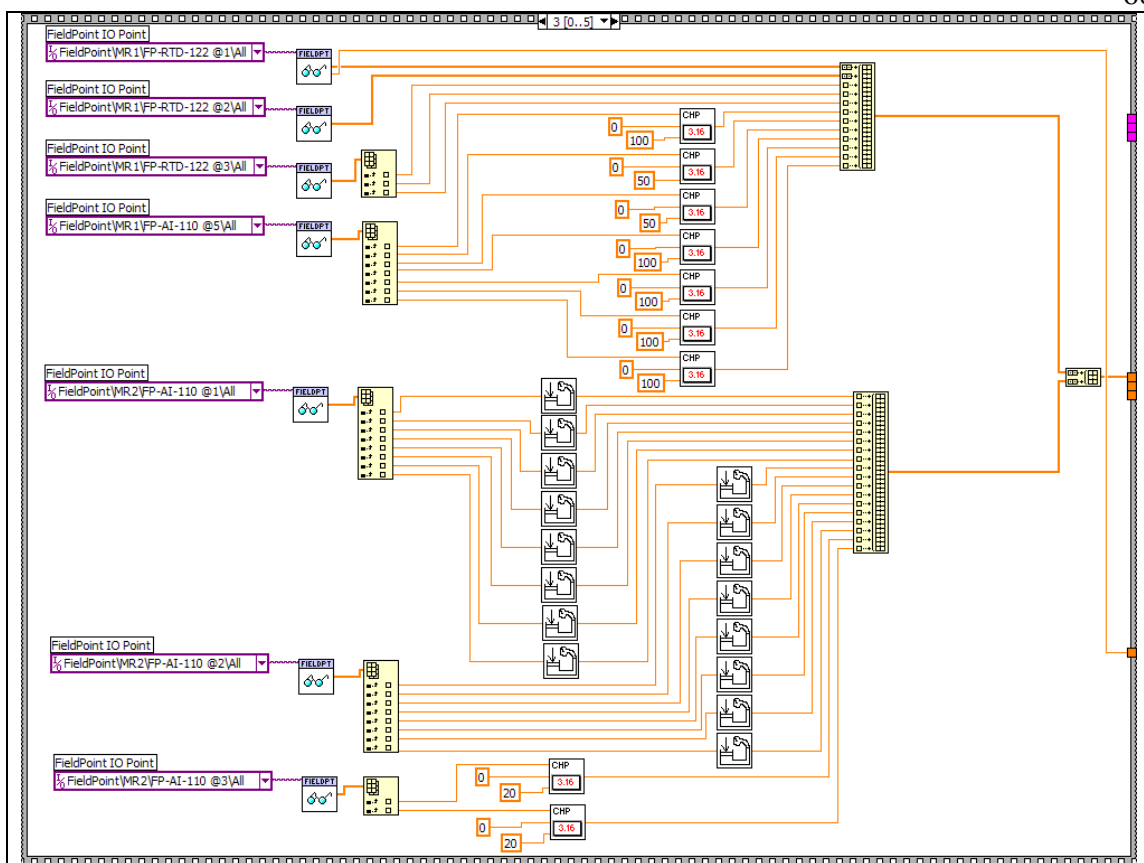 3 [0..5]
FieldPoint IO Point
FieldPoint\MR1\FP-RTD-122 @1\All
FIELDPT
FieldPoint IO Point
FieldPoint\MR1\FP-RTD-122 @2\All
FIELDPT
FieldPoint IO Point
FieldPoint\MR1\FP-RTD-122 @3\All
FIELDPT
FieldPoint IO Point
FieldPoint\MR1\FP-AI-110 @5\All
FIELDPT
CHP
3.16
0
100
CHP
3.16
0
50
CHP
3.16
0
50
CHP
3.16
0
100
CHP
3.16
0
100
CHP
3.16
0
100
CHP
3.16
0
100
FieldPoint IO Point
FieldPoint\MR2\FP-AI-110 @1\All
FIELDPT
FieldPoint IO Point
FieldPoint\MR2\FP-AI-110 @2\All
FIELDPT
FieldPoint IO Point
FieldPoint\MR2\FP-AI-110 @3\All
FIELDPT
CHP
3.16
0
20
CHP
3.16
0
20